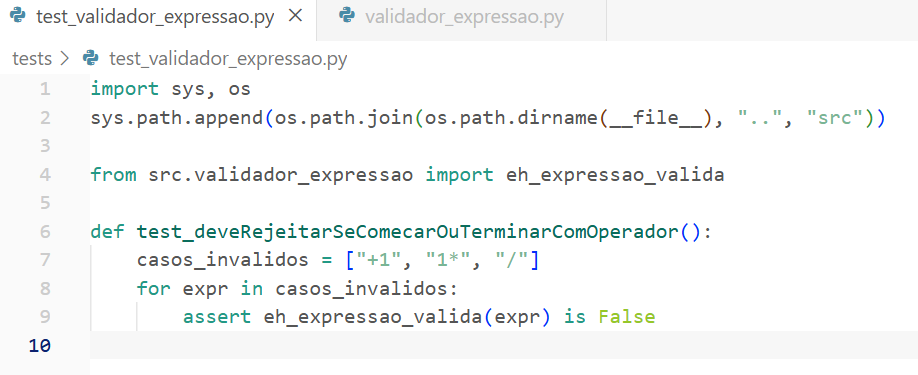 test_validador_expressao.py validador_expressao.py
tests > test_validador_expressao.py
1 import sys, os
2 sys.path.append(os.path.join(os.path.dirname(__file__), "..", "src"))
3
4 from src.validador_expressao import eh_expressao_valida
5
6 def test_deveRejeitarSeComecarOuTerminarComOperador():
7     casos_invalidos = ["+1", "1*", "/"]
8     for expr in casos_invalidos:
9         assert eh_expressao_valida(expr) is False
10